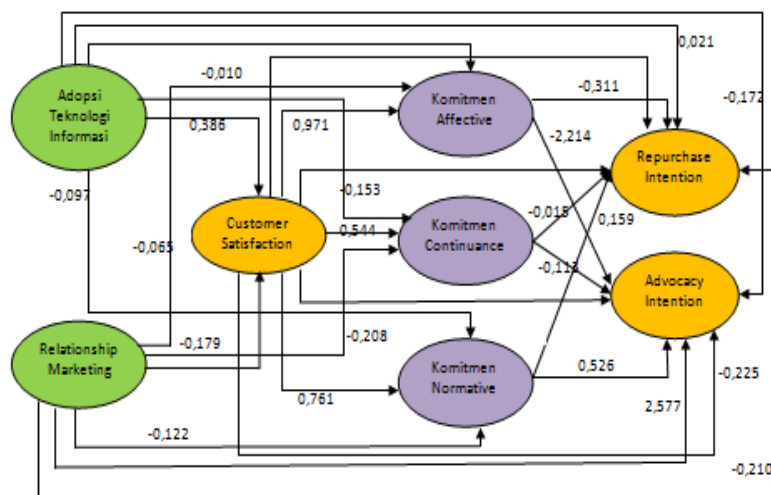 0,021
-0,010
-0,311
-0,172
Adopsi
Teknologi
Informasi
Komitmen
Affective
0,386
0,971
-2,214
Repurchase
Intention
-0,097
-0,153
Customer
Satisfaction
0,544
Komitmen
Continuance
-0,015
0,159
-0,065
-0,113
Advocacy
Intention
Relationship
Marketing
-0,179
-0,208
Komitmen
Normative
0,526
-0,225
0,761
2,577
-0,122
-0,210